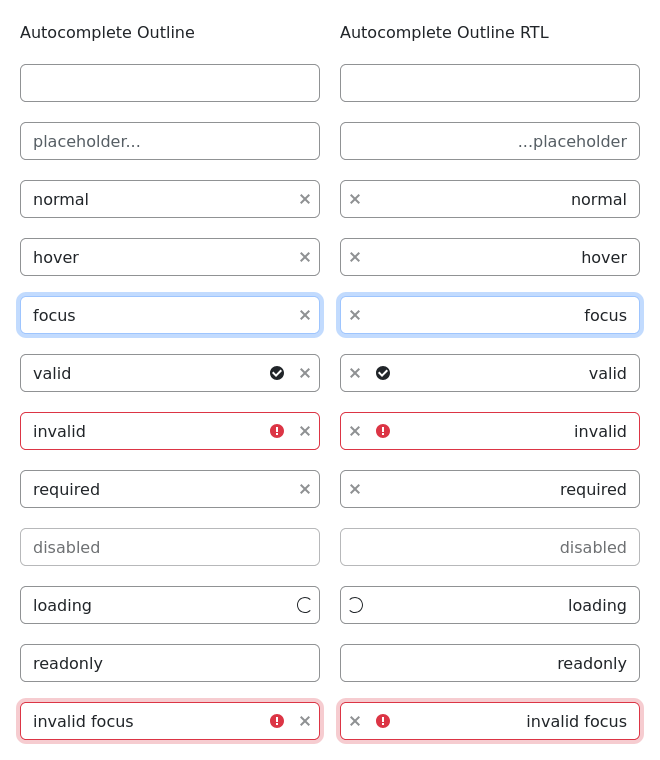 Autocomplete Outline
Autocomplete Outline RTL
placeholder...
...placeholder
normal
normal
hover
hover
focus
focus
valid
valid
invalid
invalid
required
required
disabled
disabled
loading
loading
readonly
readonly
invalid focus
invalid focus